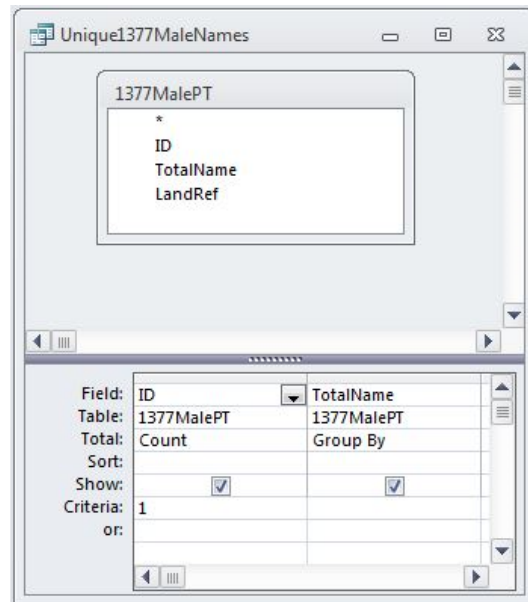 Unique1377MaleNames
1377MalePT
*
ID
TotalName
LandRef
Field: ID TotalName
Table: 1377MalePT 1377MalePT
Total: Count Group By
Sort:
Show:
Criteria: 1
or: